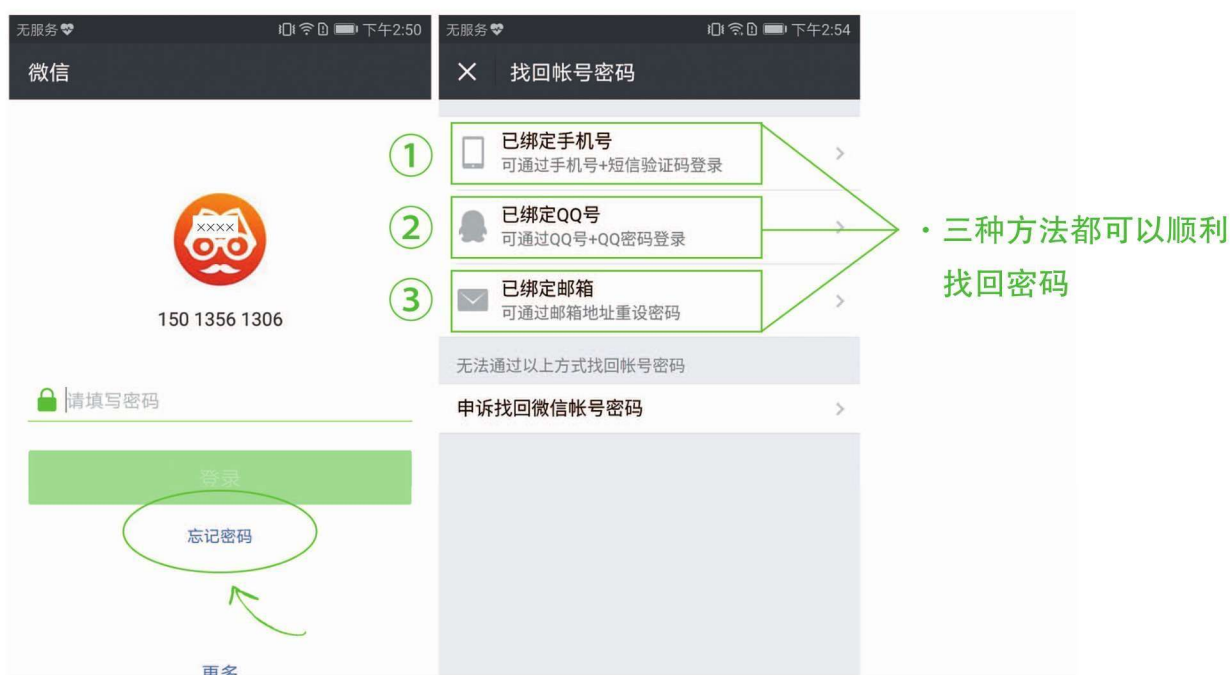 无服务
下午2:50
微信
××××
150 1356 1306
请填写密码
登录
忘记密码
更多
无服务
下午2:54
× 找回帐号密码
①
已绑定手机号
可通过手机号+短信验证码登录
②
已绑定QQ号
可通过QQ号+QQ密码登录
③
已绑定邮箱
可通过邮箱地址重设密码
无法通过以上方式找回帐号密码
申诉找回微信帐号密码
·三种方法都可以顺利
找回密码